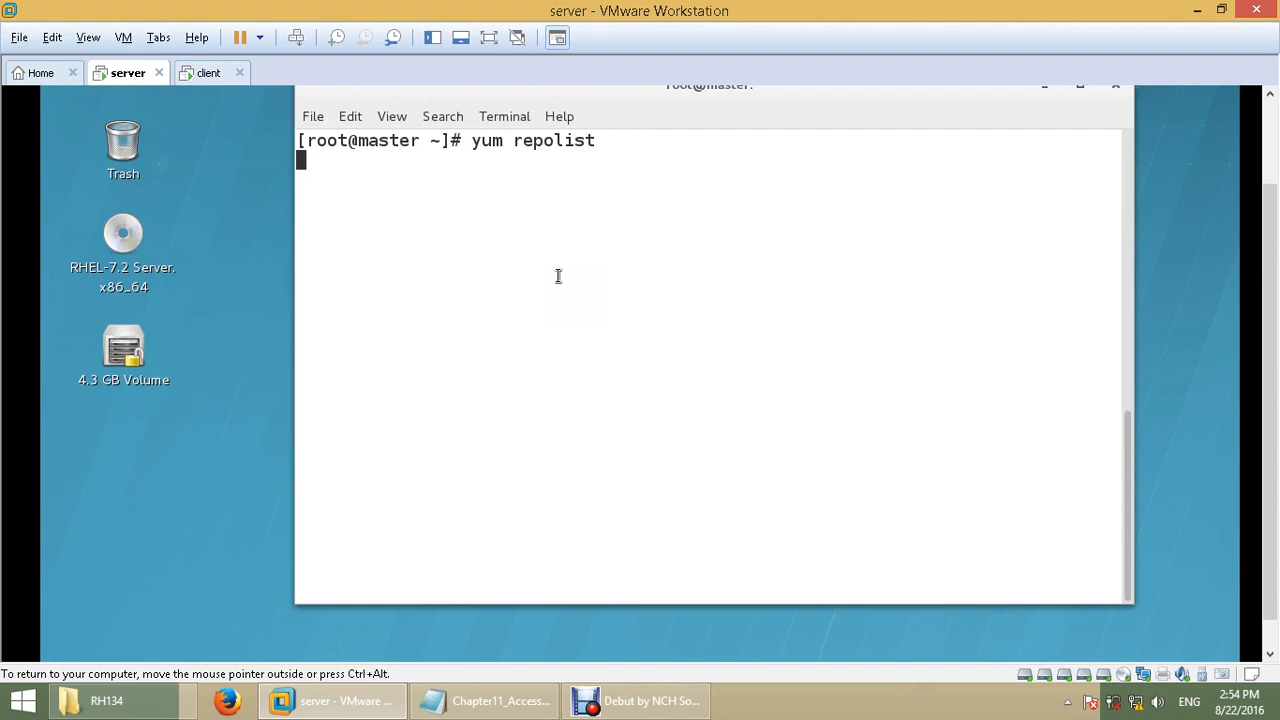 server - VMware Workstation
File Edit View VM Tabs Help
Home server client
root@master:
File Edit View Search Terminal Help
[root@master ~]# yum repolist
Trash
RHEL-7.2 Server.
x86_64
4.3 GB Volume
To return to your computer, move the mouse pointer outside or press Ctrl+Alt.
RH134 server - VMware ... Chapter11_Access... Debut by NCH So... ENG 2:54 PM
8/22/2016